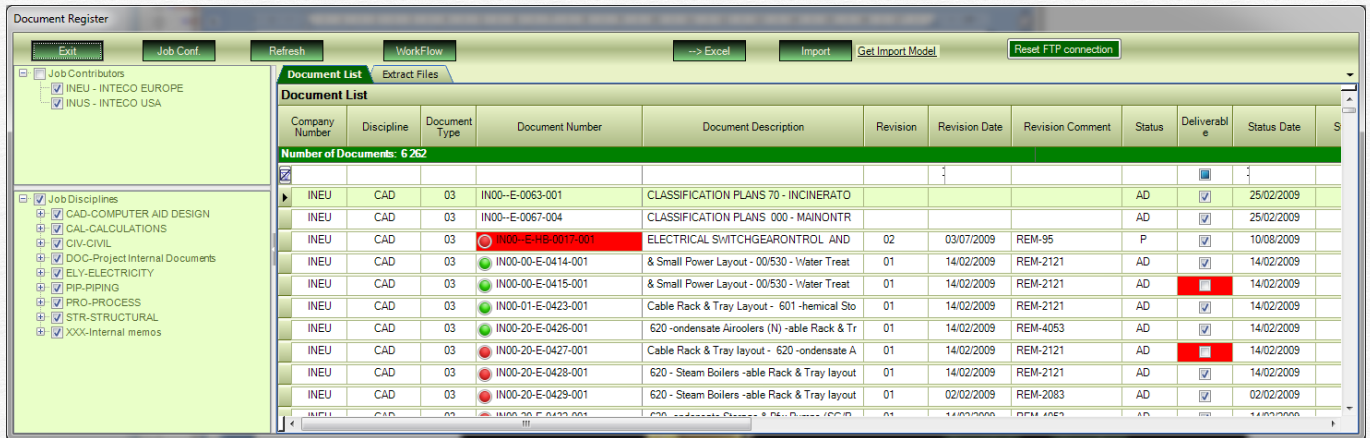 Document Register
Exit Job Conf. Refresh WorkFlow --> Excel Import Get Import Model Reset FTP connection
Job Contributors
INEU - INTECO EUROPE
INUS - INTECO USA
Job Disciplines
CAD-COMPUTER AID DESIGN
CAL-CALCULATIONS
CIV-CIVIL
DOC-Project Internal Documents
ELY-ELECTRICITY
PIP-PIPING
PRO-PROCESS
STR-STRUCTURAL
XXX-Internal memos
Document List Extract Files
Document List
Company Number Discipline Document Type Document Number Document Description Revision Revision Date Revision Comment Status Deliverable Status Date
Number of Documents: 6 262
INEU CAD 03 IN00--E-0063-001 CLASSIFICATION PLANS 70 - INCINERATO AD 25/02/2009
INEU CAD 03 IN00--E-0067-004 CLASSIFICATION PLANS 000 - MAINONTR AD 25/02/2009
INEU CAD 03 IN00--E-HB-0017-001 ELECTRICAL SWITCHGEARONTROL AND 02 03/07/2009 REM-95 P 10/08/2009
INEU CAD 03 IN00-00-E-0414-001 & Small Power Layout - 00/530 - Water Treat 01 14/02/2009 REM-2121 AD 14/02/2009
INEU CAD 03 IN00-00-E-0415-001 & Small Power Layout - 00/530 - Water Treat 01 14/02/2009 REM-2121 AD 14/02/2009
INEU CAD 03 IN00-01-E-0423-001 Cable Rack & Tray Layout - 601 -hemical Sto 01 14/02/2009 REM-2121 AD 14/02/2009
INEU CAD 03 IN00-20-E-0426-001 620 -ondensate Airoolers (N) -able Rack & Tr 01 14/02/2009 REM-4053 AD 14/02/2009
INEU CAD 03 IN00-20-E-0427-001 Cable Rack & Tray layout - 620 -ondensate A 01 14/02/2009 REM-2121 AD 14/02/2009
INEU CAD 03 IN00-20-E-0428-001 620 - Steam Boilers -able Rack & Tray layout 01 14/02/2009 REM-2121 AD 14/02/2009
INEU CAD 03 IN00-20-E-0429-001 620 - Steam Boilers -able Rack & Tray layout 01 02/02/2009 REM-2083 AD 02/02/2009